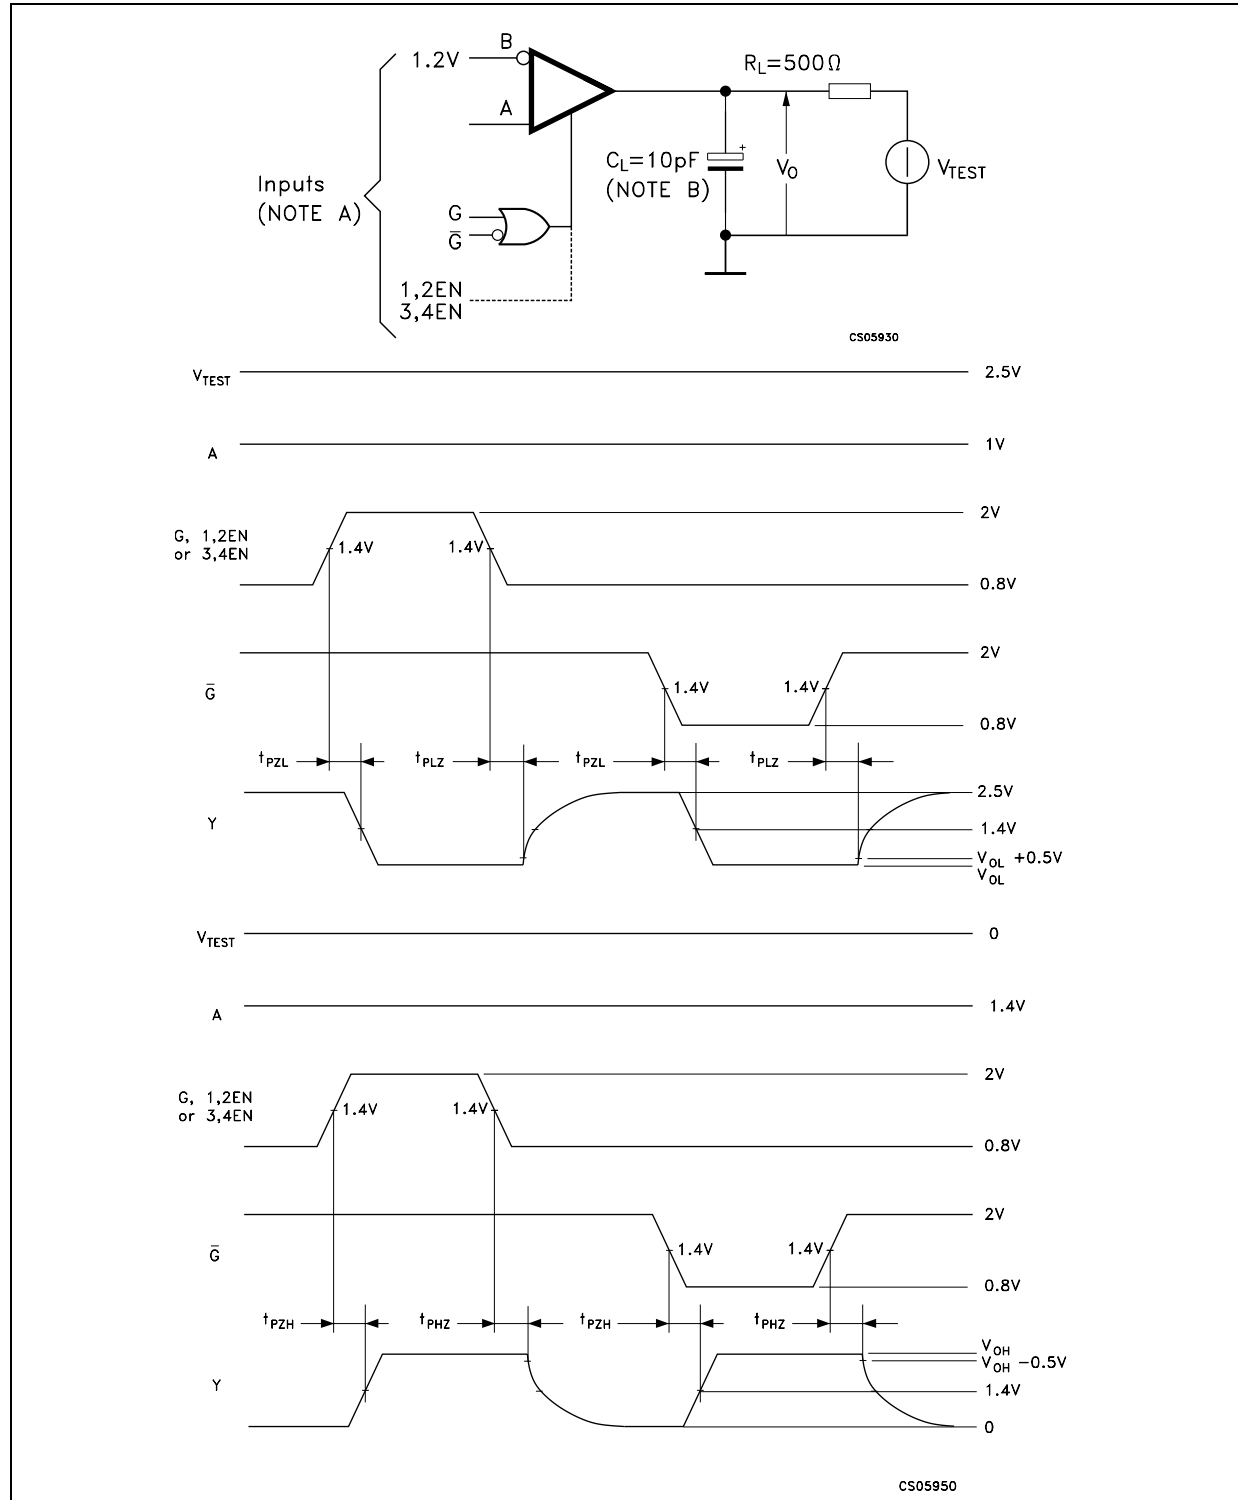 B
1.2V
R_L=500Ω
A
C_L=10pF
(NOTE B)
+
V_O
V_TEST
Inputs
(NOTE A)
G
G̅
1,2EN
3,4EN
CS05930
V_TEST 2.5V
A 1V
G, 1,2EN
or 3,4EN
1.4V 1.4V
2V
0.8V
G̅
2V
1.4V 1.4V
0.8V
t_PZL t_PLZ t_PZL t_PLZ
Y
2.5V
1.4V
V_OL +0.5V
V_OL
V_TEST 0
A 1.4V
G, 1,2EN
or 3,4EN
1.4V 1.4V
2V
0.8V
G̅
2V
1.4V 1.4V
0.8V
t_PZH t_PHZ t_PZH t_PHZ
Y
V_OH
V_OH −0.5V
1.4V
0
CS05950